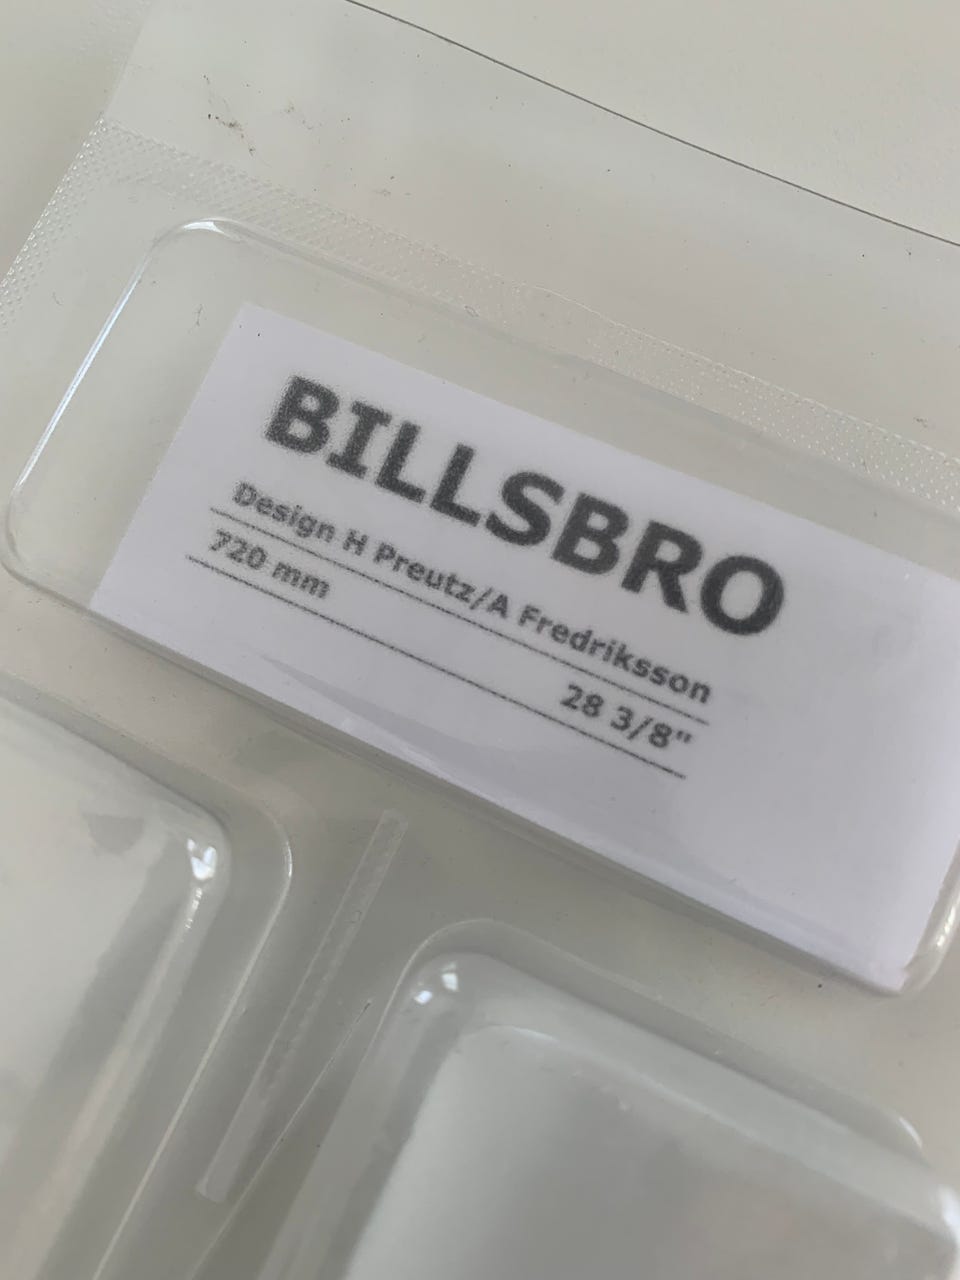 BILLSBRO
Design H Preutz/A Fredriksson
720 mm 28 3/8"